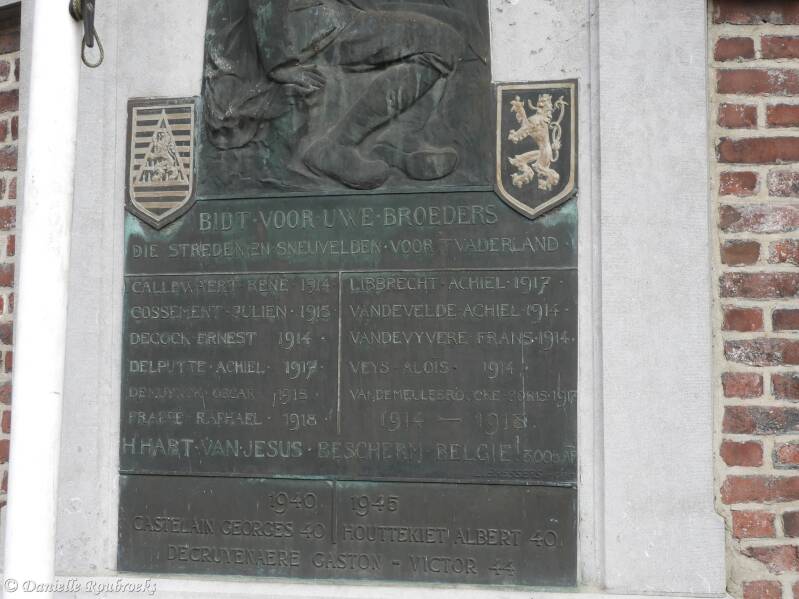 BIDT·VOOR·UWE·BROEDERS
DIE STREDEN·EN·SNEUVELDEN·VOOR·T'VADERLAND·
CALLEWAERT·RENE·1914
COSSEMENT·JULIEN·1915
DECOCK·ERNEST 1914·
DELPUTTE·ACHIEL·1917·
OSCAR·1915·
RAPHAEL·1918·
LIBBRECHT·ACHIEL·1917·
VANDEVELDE·ACHIEL·1914·
VANDEVYVERE·FRANS·1914·
VEYS·ALOIS·1914·
1914 — 1918
H'HART·VAN·JESUS·BESCHERM·BELGIE
1940 1945
CASTELAIN GEORGES 40 HOUTTEKIET ALBERT 40
DECRUYENAERE GASTON - VICTOR 44
© Danielle Roubroeks